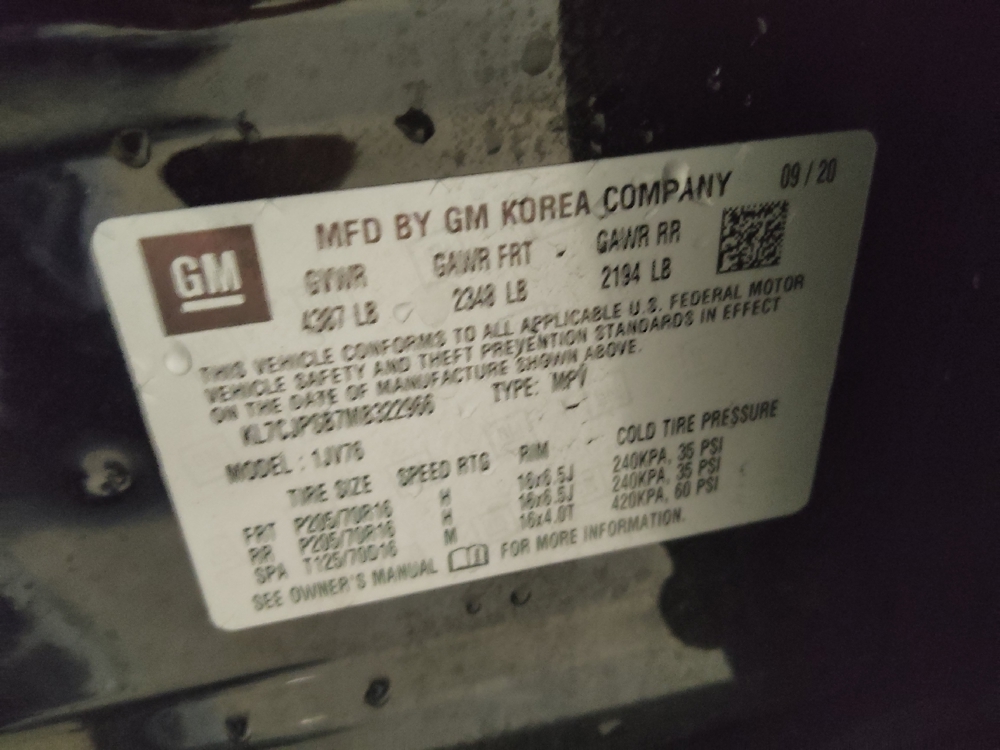 GM
MFD BY GM KOREA COMPANY 09 / 20
GVWR GAWR FRT GAWR RR
4387 LB 2348 LB 2194 LB
THIS VEHICLE CONFORMS TO ALL APPLICABLE U.S. FEDERAL MOTOR
VEHICLE SAFETY AND THEFT PREVENTION STANDARDS IN EFFECT
ON THE DATE OF MANUFACTURE SHOWN ABOVE.
TYPE: MPV
MODEL : 1JV76
TIRE SIZE SPEED RTG RIM COLD TIRE PRESSURE
FRT P205/70R16 H 16x6.5J 240KPA, 35 PSI
RR P205/70R16 H 16x6.5J 240KPA, 35 PSI
SPA T125/70D16 M 16x4.0T 420KPA, 60 PSI
SEE OWNER'S MANUAL FOR MORE INFORMATION.